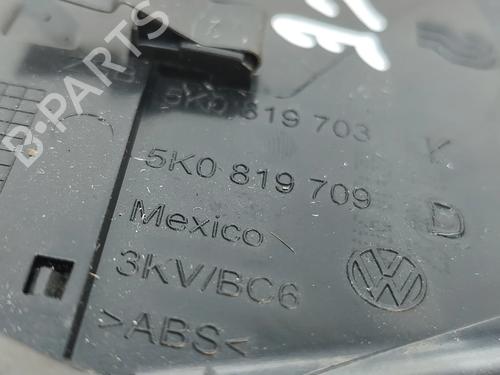 5K0 819 703
5K0 819 709 D
Mexico
3KV/BC6
>ABS<
B-PARTS